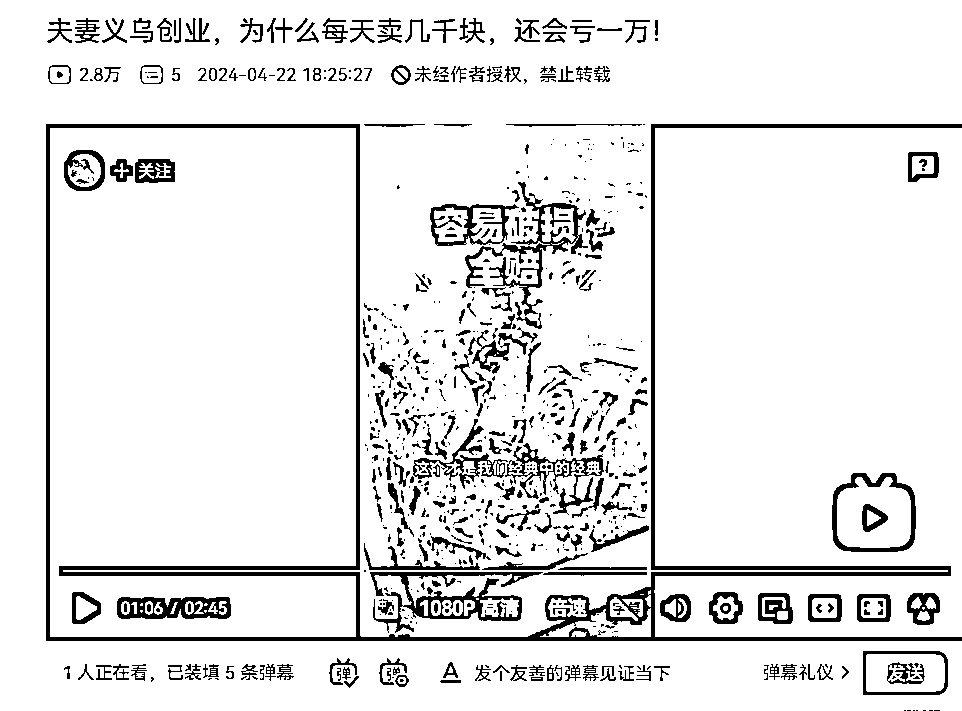 夫妻义乌创业，为什么每天卖几千块，还会亏一万！
2.8万 5 2024-04-22 18:25:27 未经作者授权，禁止转载
关注
容易破损
全赔
这个才是我们经典中的经典
01:06 / 02:45 1080P 高清 倍速 字幕
1 人正在看，已装填 5 条弹幕 发个友善的弹幕见证当下 弹幕礼仪 发送